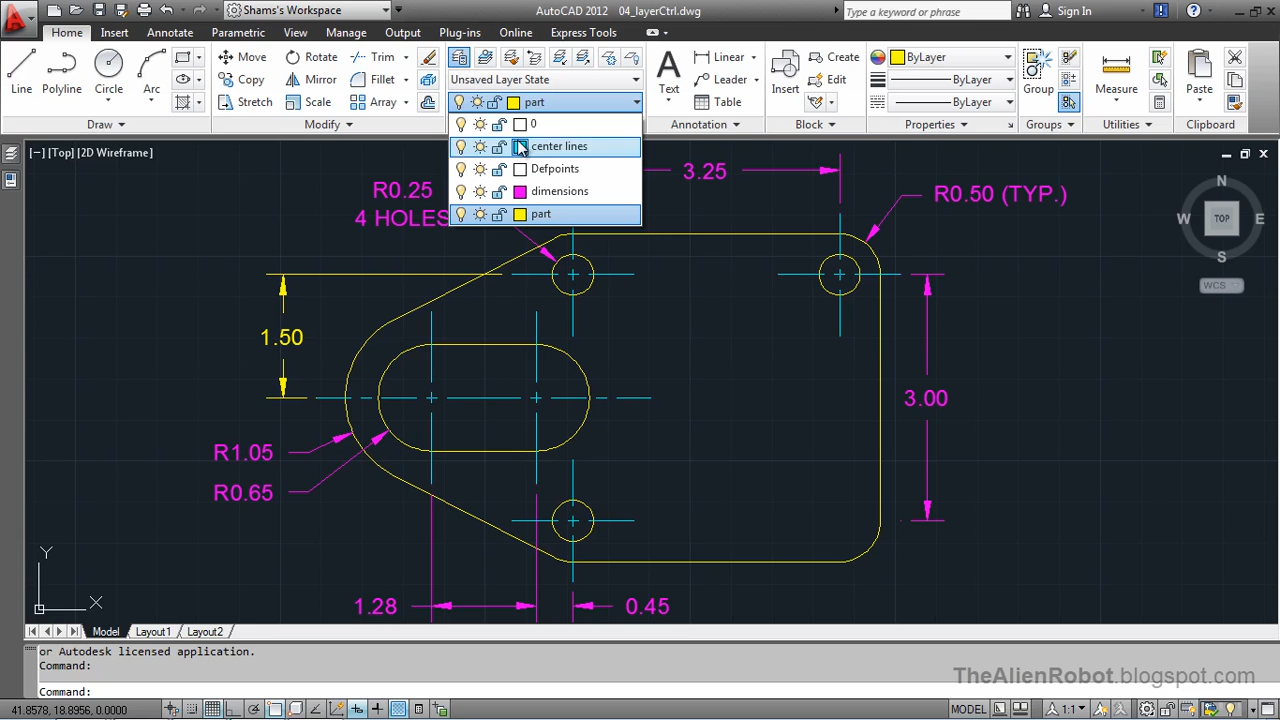 Shams's Workspace AutoCAD 2012 04_layerCtrl.dwg Type a keyword or phrase Sign In
Home Insert Annotate Parametric View Manage Output Plug-ins Online Express Tools
Line Polyline Circle Arc
Move Rotate Trim
Copy Mirror Fillet
Stretch Scale Array
Unsaved Layer State
part
0
center lines
Defpoints
dimensions
part
Text Linear
Leader
Table
Insert Create
Edit
ByLayer
ByLayer
ByLayer
Group Measure Paste
Draw Modify Annotation Block Properties Groups Utilities Clipboard
[−] [Top] [2D Wireframe]
R0.25
4 HOLES
3.25
R0.50 (TYP.)
N
W TOP E
S
WCS
1.50
3.00
R1.05
R0.65
1.28
0.45
Y
X
Model Layout1 Layout2
or Autodesk licensed application.
Command:
Command:
TheAlienRobot.blogspot.com
41.8578, 18.8956, 0.0000 MODEL 1:1